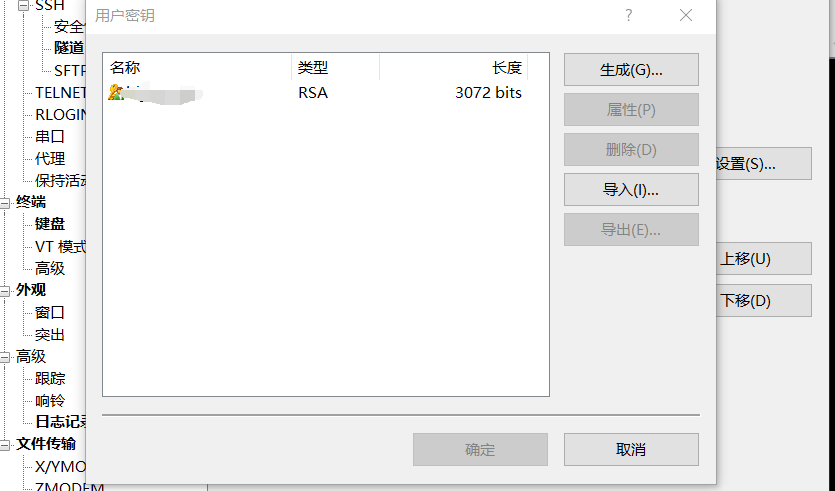 SSH
用户密钥
?
安全
隧道
SFTP
TELNET
RLOGIN
串口
代理
保持活动
终端
键盘
VT 模式
高级
外观
窗口
突出
高级
跟踪
响铃
日志记录
文件传输
X/YMO
ZMODEM
名称 类型 长度
RSA 3072 bits
生成(G)...
属性(P)
删除(D)
导入(I)...
导出(E)...
确定
取消
设置(S)...
上移(U)
下移(D)